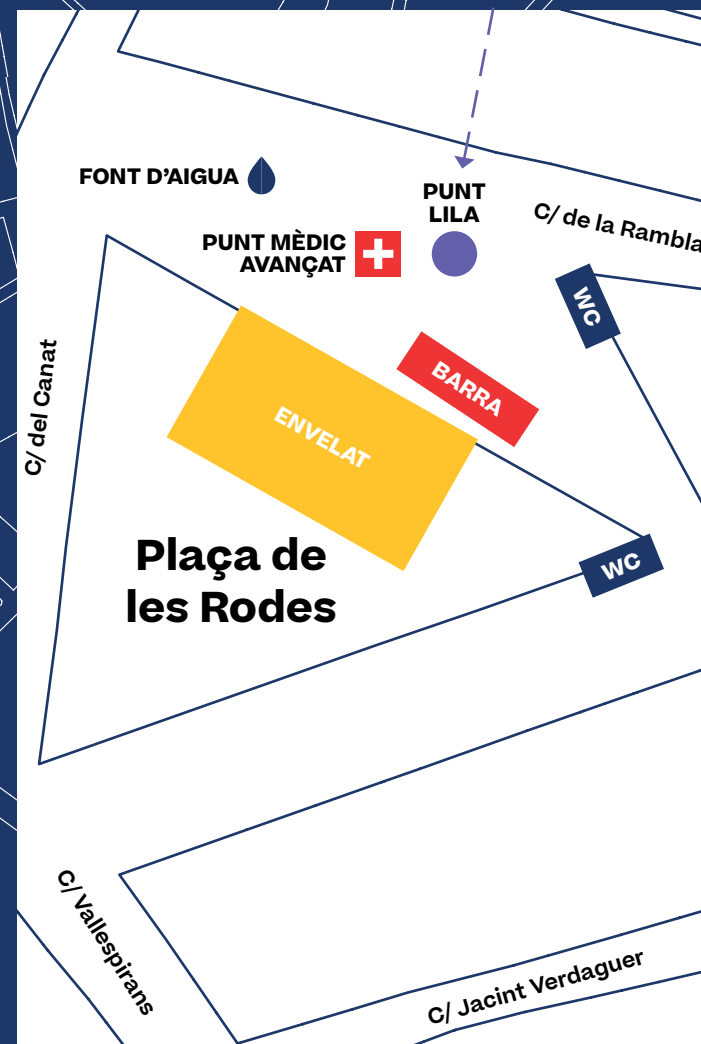 FONT D'AIGUA
PUNT
LILA
C/ de la Rambla
PUNT MÈDIC
AVANÇAT
WC
BARRA
C/ del Canat
ENVELAT
Plaça de
les Rodes
WC
C/ Vallespirans
C/ Jacint Verdaguer